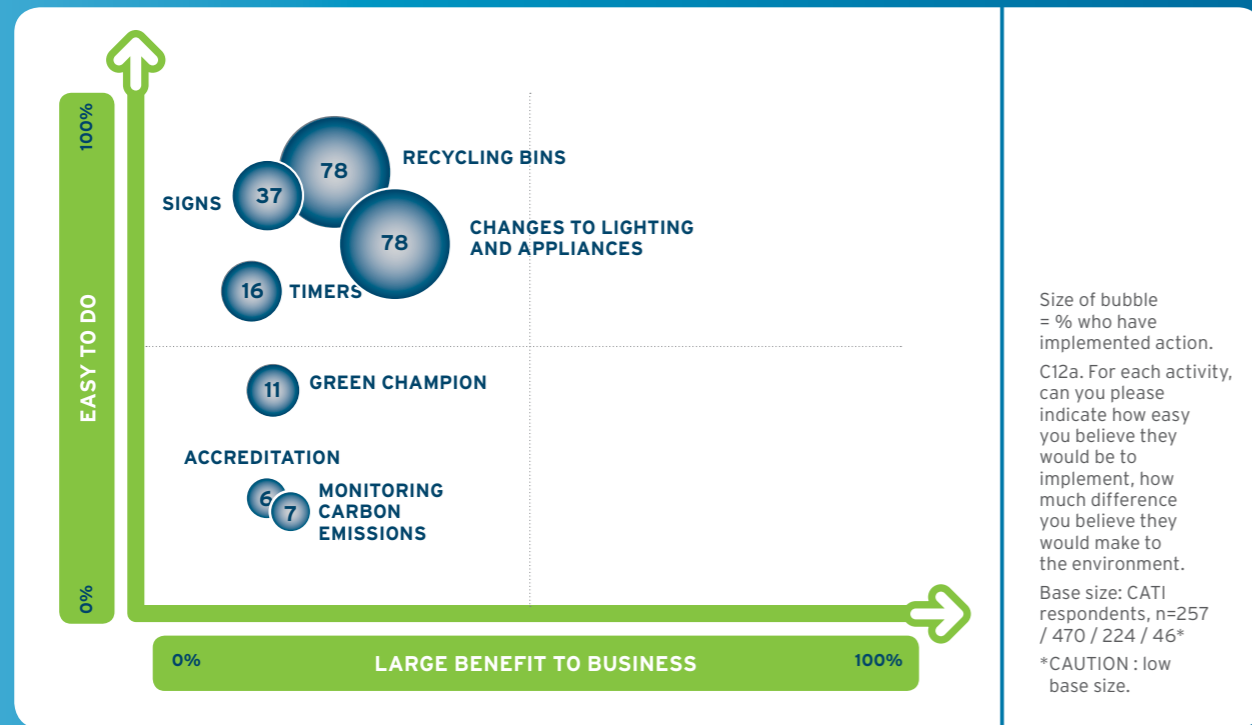 100%
EASY TO DO
0%
78
RECYCLING BINS
SIGNS
37
78
CHANGES TO LIGHTING
AND APPLIANCES
16
TIMERS
11
GREEN CHAMPION
ACCREDITATION
6
7
MONITORING
CARBON
EMISSIONS
0%
LARGE BENEFIT TO BUSINESS
100%
Size of bubble
= % who have
implemented action.
C12a. For each activity,
can you please
indicate how easy
you believe they
would be to
implement, how
much difference
you believe they
would make to
the environment.
Base size: CATI
respondents, n=257
/ 470 / 224 / 46*
*CAUTION : low
base size.